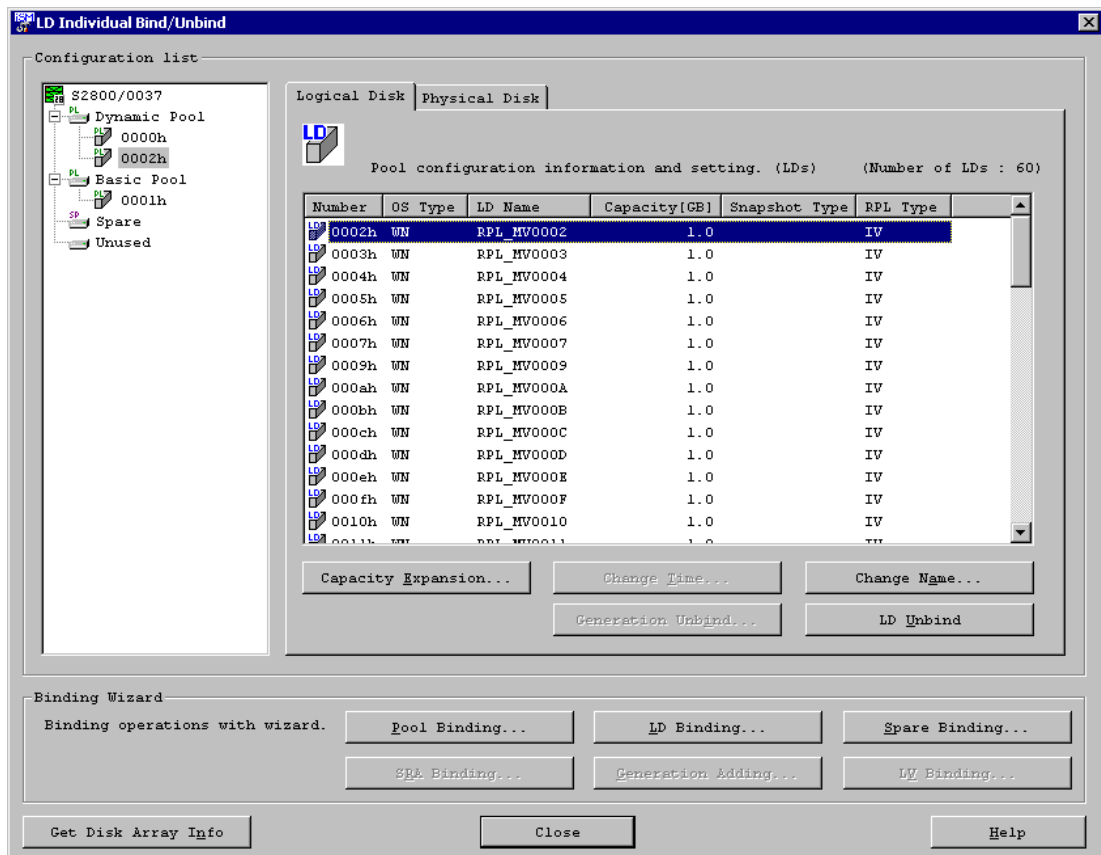 LD Individual Bind/Unbind
Configuration list
S2800/0037
Dynamic Pool
0000h
0002h
Basic Pool
0001h
Spare
Unused
Logical Disk Physical Disk
LD
Pool configuration information and setting. (LDs) (Number of LDs : 60)
Number OS Type LD Name Capacity[GB] Snapshot Type RPL Type
0002h WN RPL_MV0002 1.0 IV
0003h WN RPL_MV0003 1.0 IV
0004h WN RPL_MV0004 1.0 IV
0005h WN RPL_MV0005 1.0 IV
0006h WN RPL_MV0006 1.0 IV
0007h WN RPL_MV0007 1.0 IV
0009h WN RPL_MV0009 1.0 IV
000ah WN RPL_MV000A 1.0 IV
000bh WN RPL_MV000B 1.0 IV
000ch WN RPL_MV000C 1.0 IV
000dh WN RPL_MV000D 1.0 IV
000eh WN RPL_MV000E 1.0 IV
000fh WN RPL_MV000F 1.0 IV
0010h WN RPL_MV0010 1.0 IV
Capacity Expansion... Change Time... Change Name...
Generation Unbind... LD Unbind
Binding Wizard
Binding operations with wizard. Pool Binding... LD Binding... Spare Binding...
SRA Binding... Generation Adding... LV Binding...
Get Disk Array Info Close Help